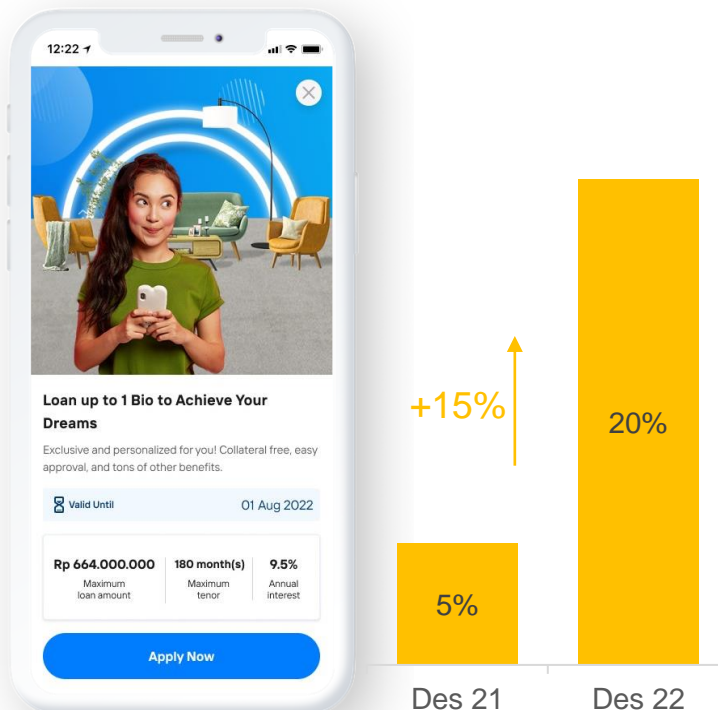 12:22
Loan up to 1 Bio to Achieve Your
Dreams
Exclusive and personalized for you! Collateral free, easy
approval, and tons of other benefits.
Valid Until
01 Aug 2022
Rp 664.000.000
Maximum
loan amount
180 month(s)
Maximum
tenor
9.5%
Annual
interest
Apply Now
+15%
5%
20%
Des 21
Des 22